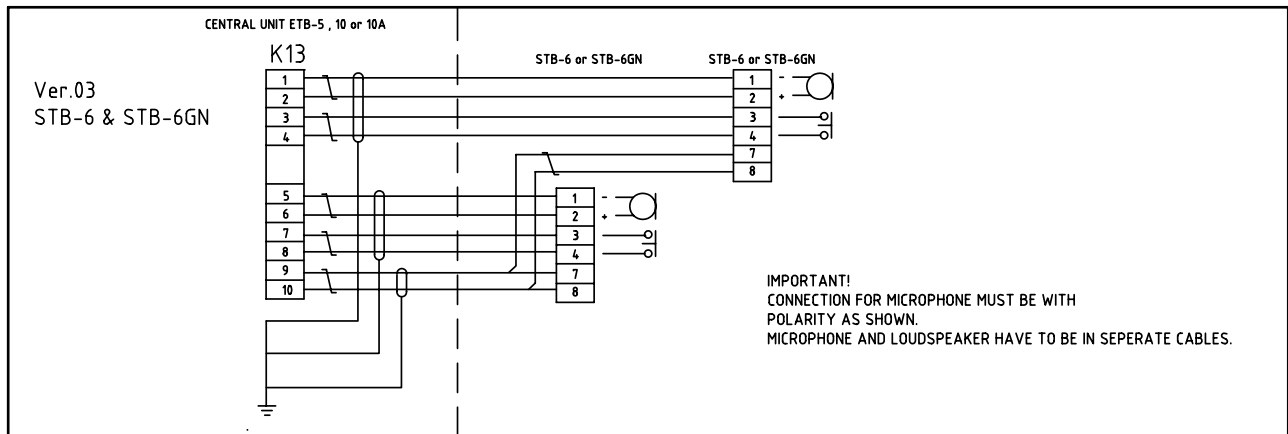 CENTRAL UNIT ETB-5 , 10 or 10A
K13
STB-6 or STB-6GN
STB-6 or STB-6GN
Ver.03
STB-6 & STB-6GN
1
2
3
4
5
6
7
8
9
10
1 -
2 +
3
4
7
8
1 -
2 +
3
4
7
8
IMPORTANT!
CONNECTION FOR MICROPHONE MUST BE WITH
POLARITY AS SHOWN.
MICROPHONE AND LOUDSPEAKER HAVE TO BE IN SEPERATE CABLES.